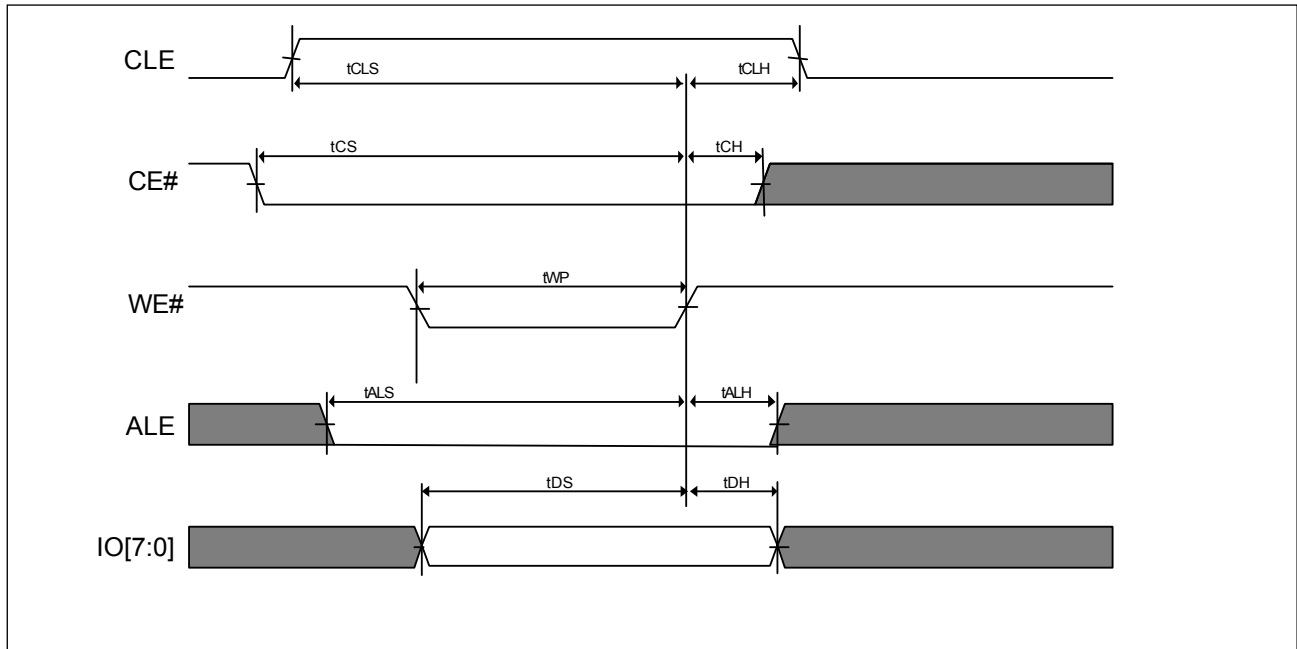 CLE
tCLS
tCLH
CE#
tCS
tCH
WE#
tWP
ALE
tALS
tALH
IO[7:0]
tDS
tDH